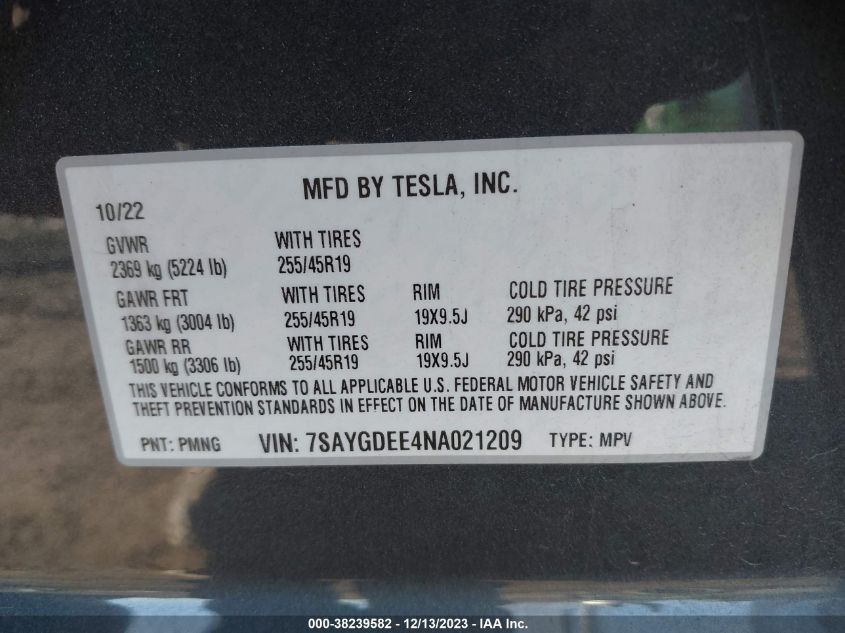 MFD BY TESLA, INC.
10/22
GVWR WITH TIRES
2369 kg (5224 lb) 255/45R19
GAWR FRT WITH TIRES RIM COLD TIRE PRESSURE
1363 kg (3004 lb) 255/45R19 19X9.5J 290 kPa, 42 psi
GAWR RR WITH TIRES RIM COLD TIRE PRESSURE
1500 kg (3306 lb) 255/45R19 19X9.5J 290 kPa, 42 psi
THIS VEHICLE CONFORMS TO ALL APPLICABLE U.S. FEDERAL MOTOR VEHICLE SAFETY AND
THEFT PREVENTION STANDARDS IN EFFECT ON THE DATE OF MANUFACTURE SHOWN ABOVE.
PNT: PMNG VIN: 7SAYGDEE4NA021209 TYPE: MPV
000-38239582 - 12/13/2023 - IAA Inc.